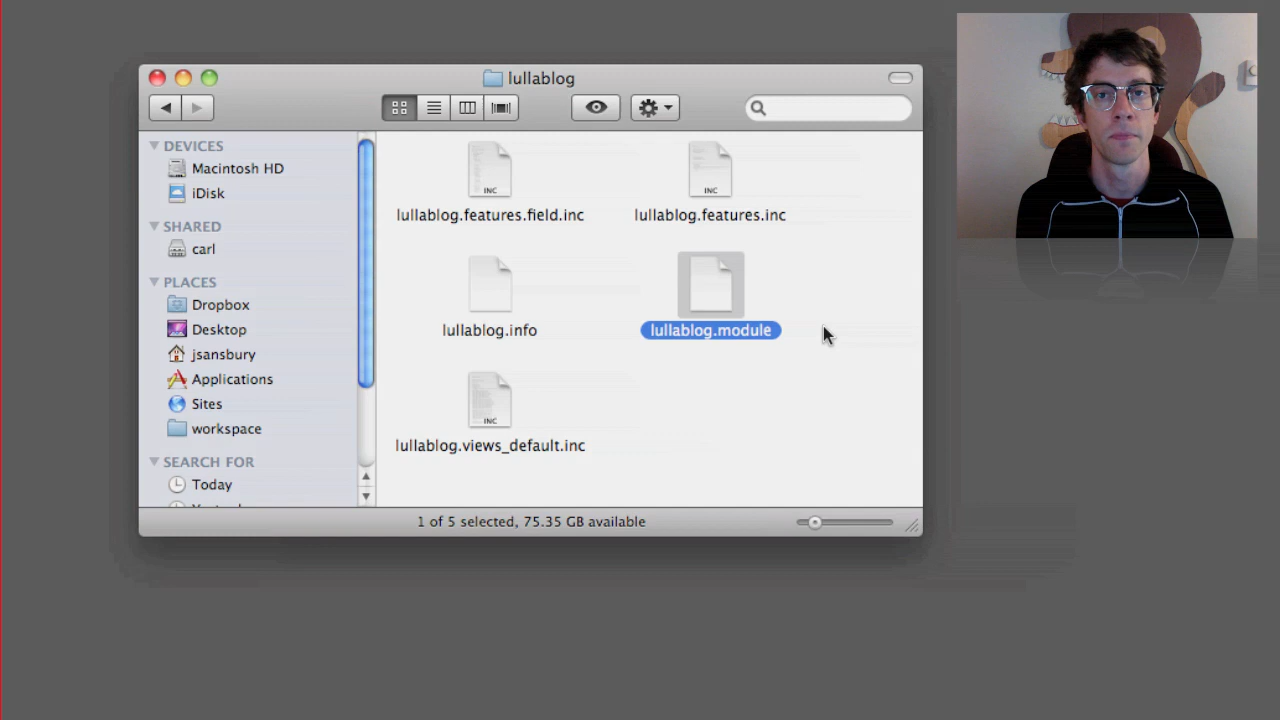 lullablog
DEVICES
Macintosh HD
iDisk
SHARED
carl
PLACES
Dropbox
Desktop
jsansbury
Applications
Sites
workspace
SEARCH FOR
Today
INC
lullablog.features.field.inc
INC
lullablog.features.inc
lullablog.info
lullablog.module
INC
lullablog.views_default.inc
1 of 5 selected, 75.35 GB available